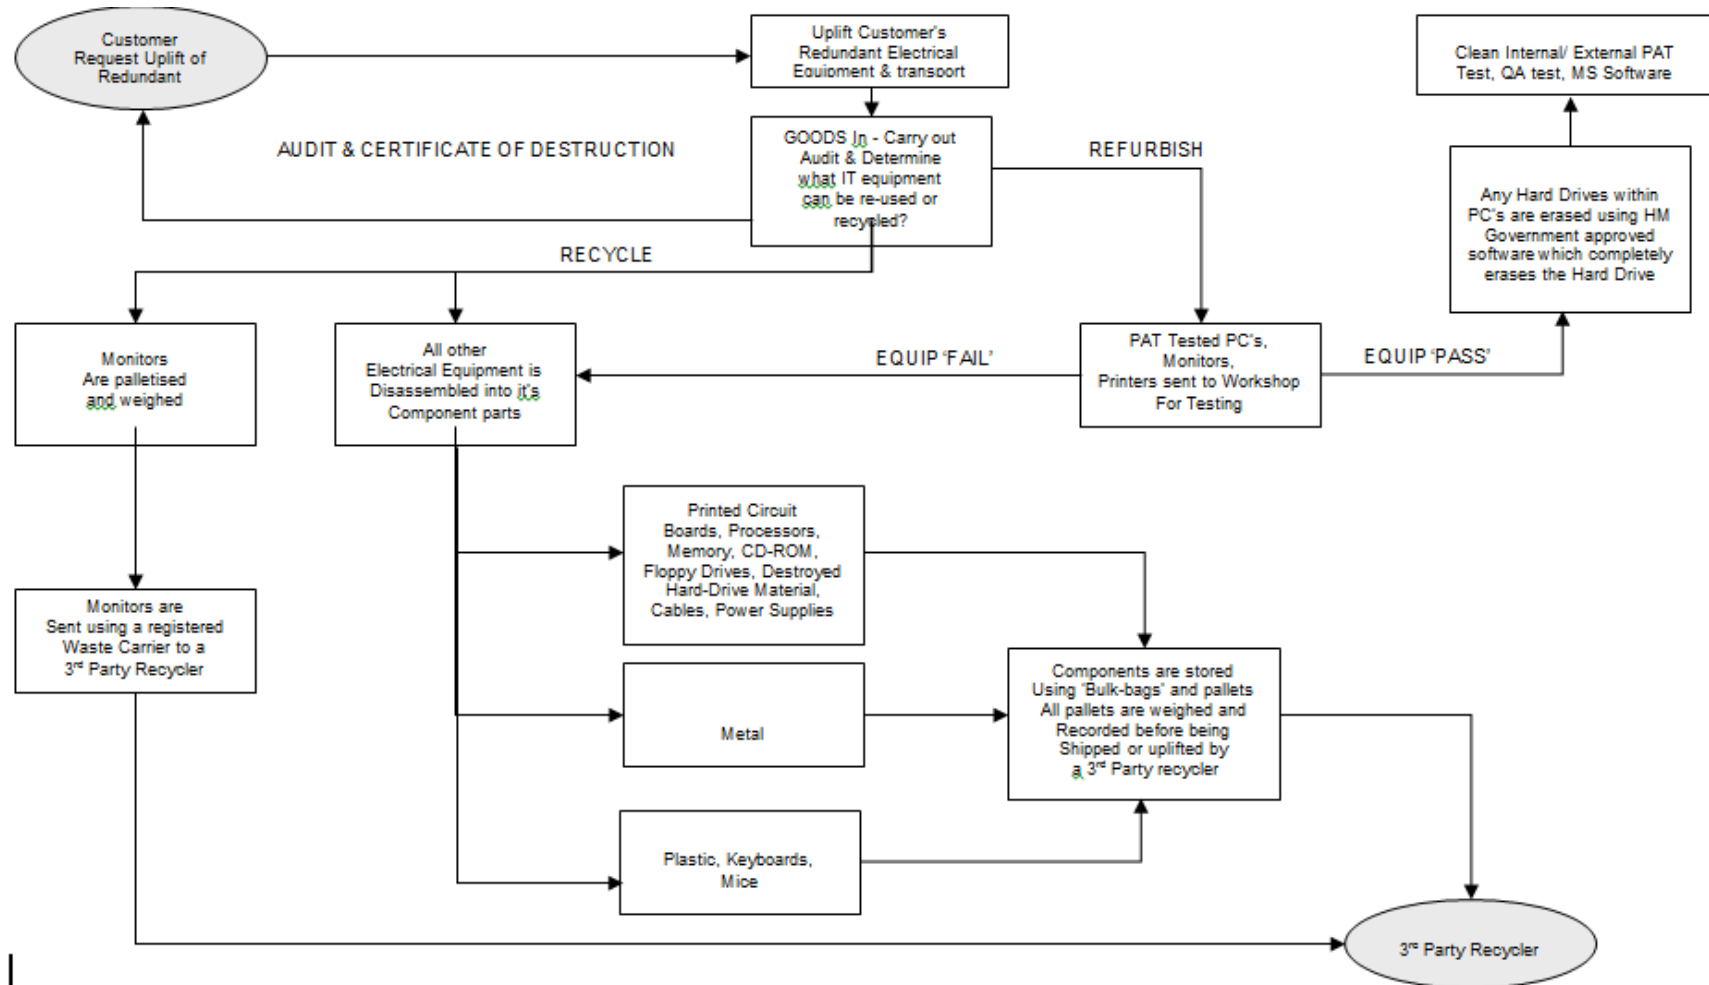 Customer
Request Uplift of
Redundant
Uplift Customer's
Redundant Electrical
Equipment & transport
Clean Internal/ External PAT
Test, QA test, MS Software
AUDIT & CERTIFICATE OF DESTRUCTION
GOODS In - Carry out
Audit & Determine
what IT equipment
can be re-used or
recycled?
REFURBISH
Any Hard Drives within
PC's are erased using HM
Government approved
software which completely
erases the Hard Drive
RECYCLE
Monitors
Are palletised
and weighed
All other
Electrical Equipment is
Disassembled into it's
Component parts
EQUIP 'FAIL'
PAT Tested PC's,
Monitors,
Printers sent to Workshop
For Testing
EQUIP 'PASS'
Printed Circuit
Boards, Processors,
Memory, CD-ROM,
Floppy Drives, Destroyed
Hard-Drive Material,
Cables, Power Supplies
Monitors are
Sent using a registered
Waste Carrier to a
3rd Party Recycler
Metal
Components are stored
Using 'Bulk-bags' and pallets
All pallets are weighed and
Recorded before being
Shipped or uplifted by
a 3rd Party recycler
Plastic, Keyboards,
Mice
3rd Party Recycler